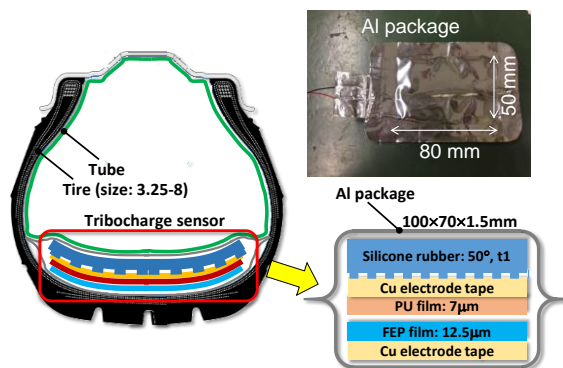 Al package
50 mm
80 mm
Tube
Tire (size: 3.25-8)
Tribocharge sensor
Al package
100×70×1.5mm
Silicone rubber: 50°, t1
Cu electrode tape
PU film: 7μm
FEP film: 12.5μm
Cu electrode tape